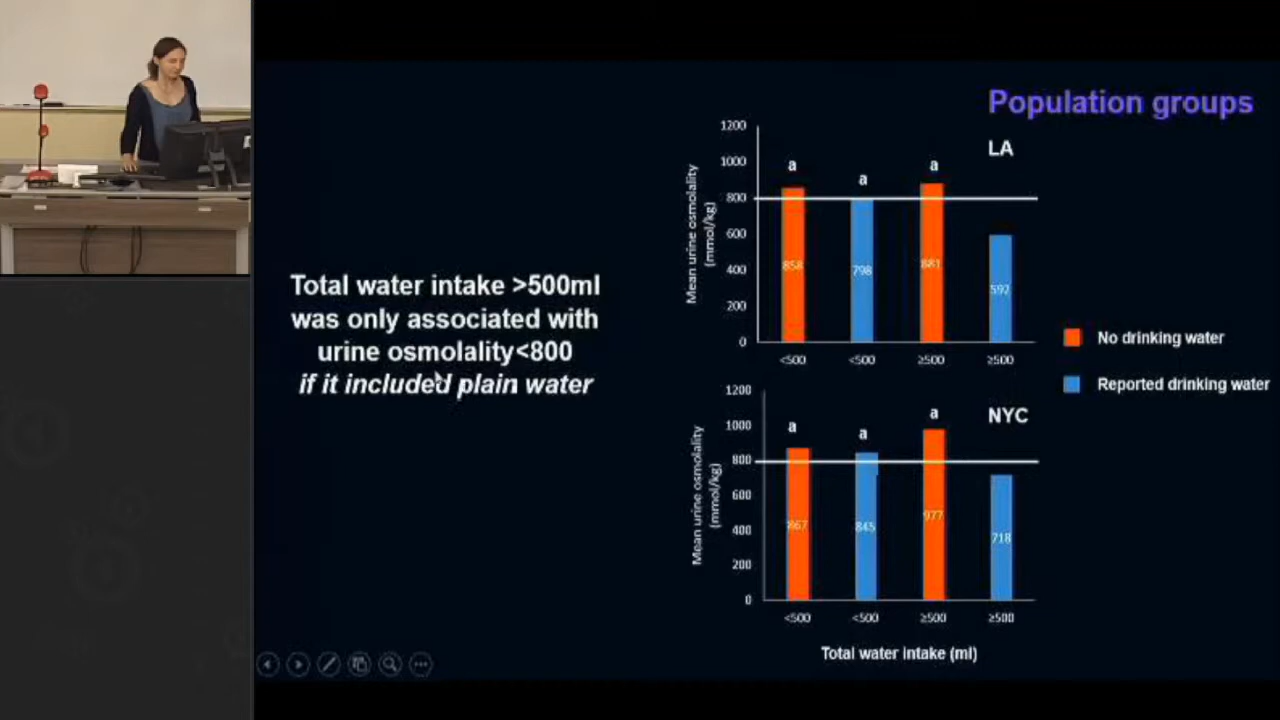 Population groups
Total water intake >500ml
was only associated with
urine osmolality<800
if it included plain water
LA
Mean urine osmolality
(mmol/kg)
1200
1000
800
600
400
200
0
a
a
a
858
798
881
597
<500
<500
≥500
≥500
No drinking water
Reported drinking water
NYC
Mean urine osmolality
(mmol/kg)
1200
1000
800
600
400
200
0
a
a
a
867
845
977
718
<500
<500
≥500
≥500
Total water intake (ml)